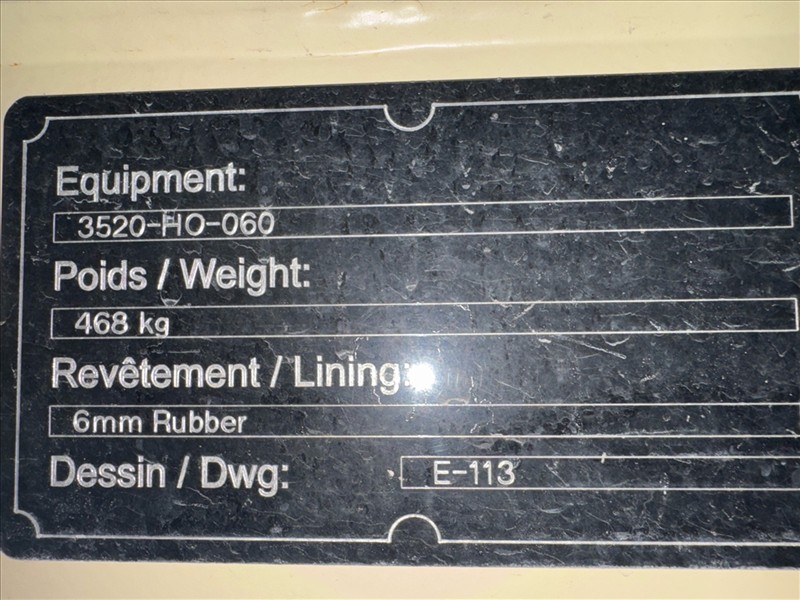 Equipment:
3520-HO-060
Poids / Weight:
468 kg
Revêtement / Lining:
6mm Rubber
Dessin / Dwg:
E-113